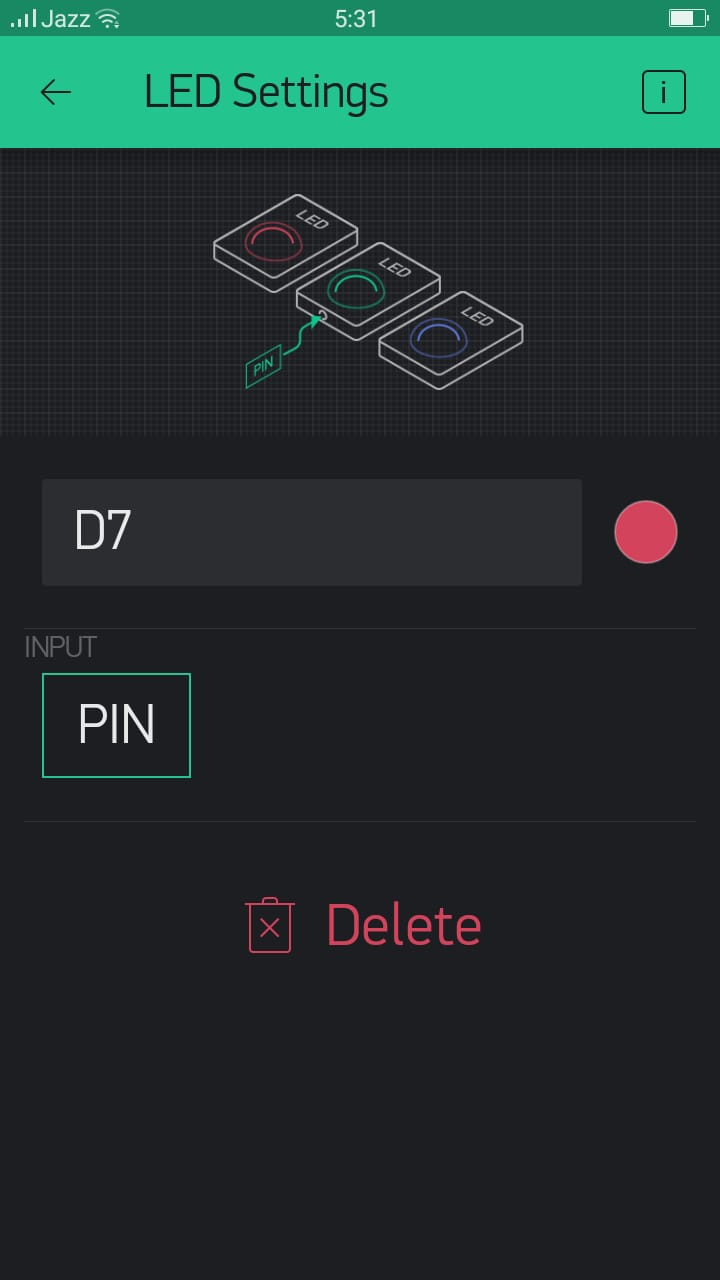 Jazz 5:31
LED Settings
i
LED
LED
LED
PIN
D7
INPUT
PIN
Delete